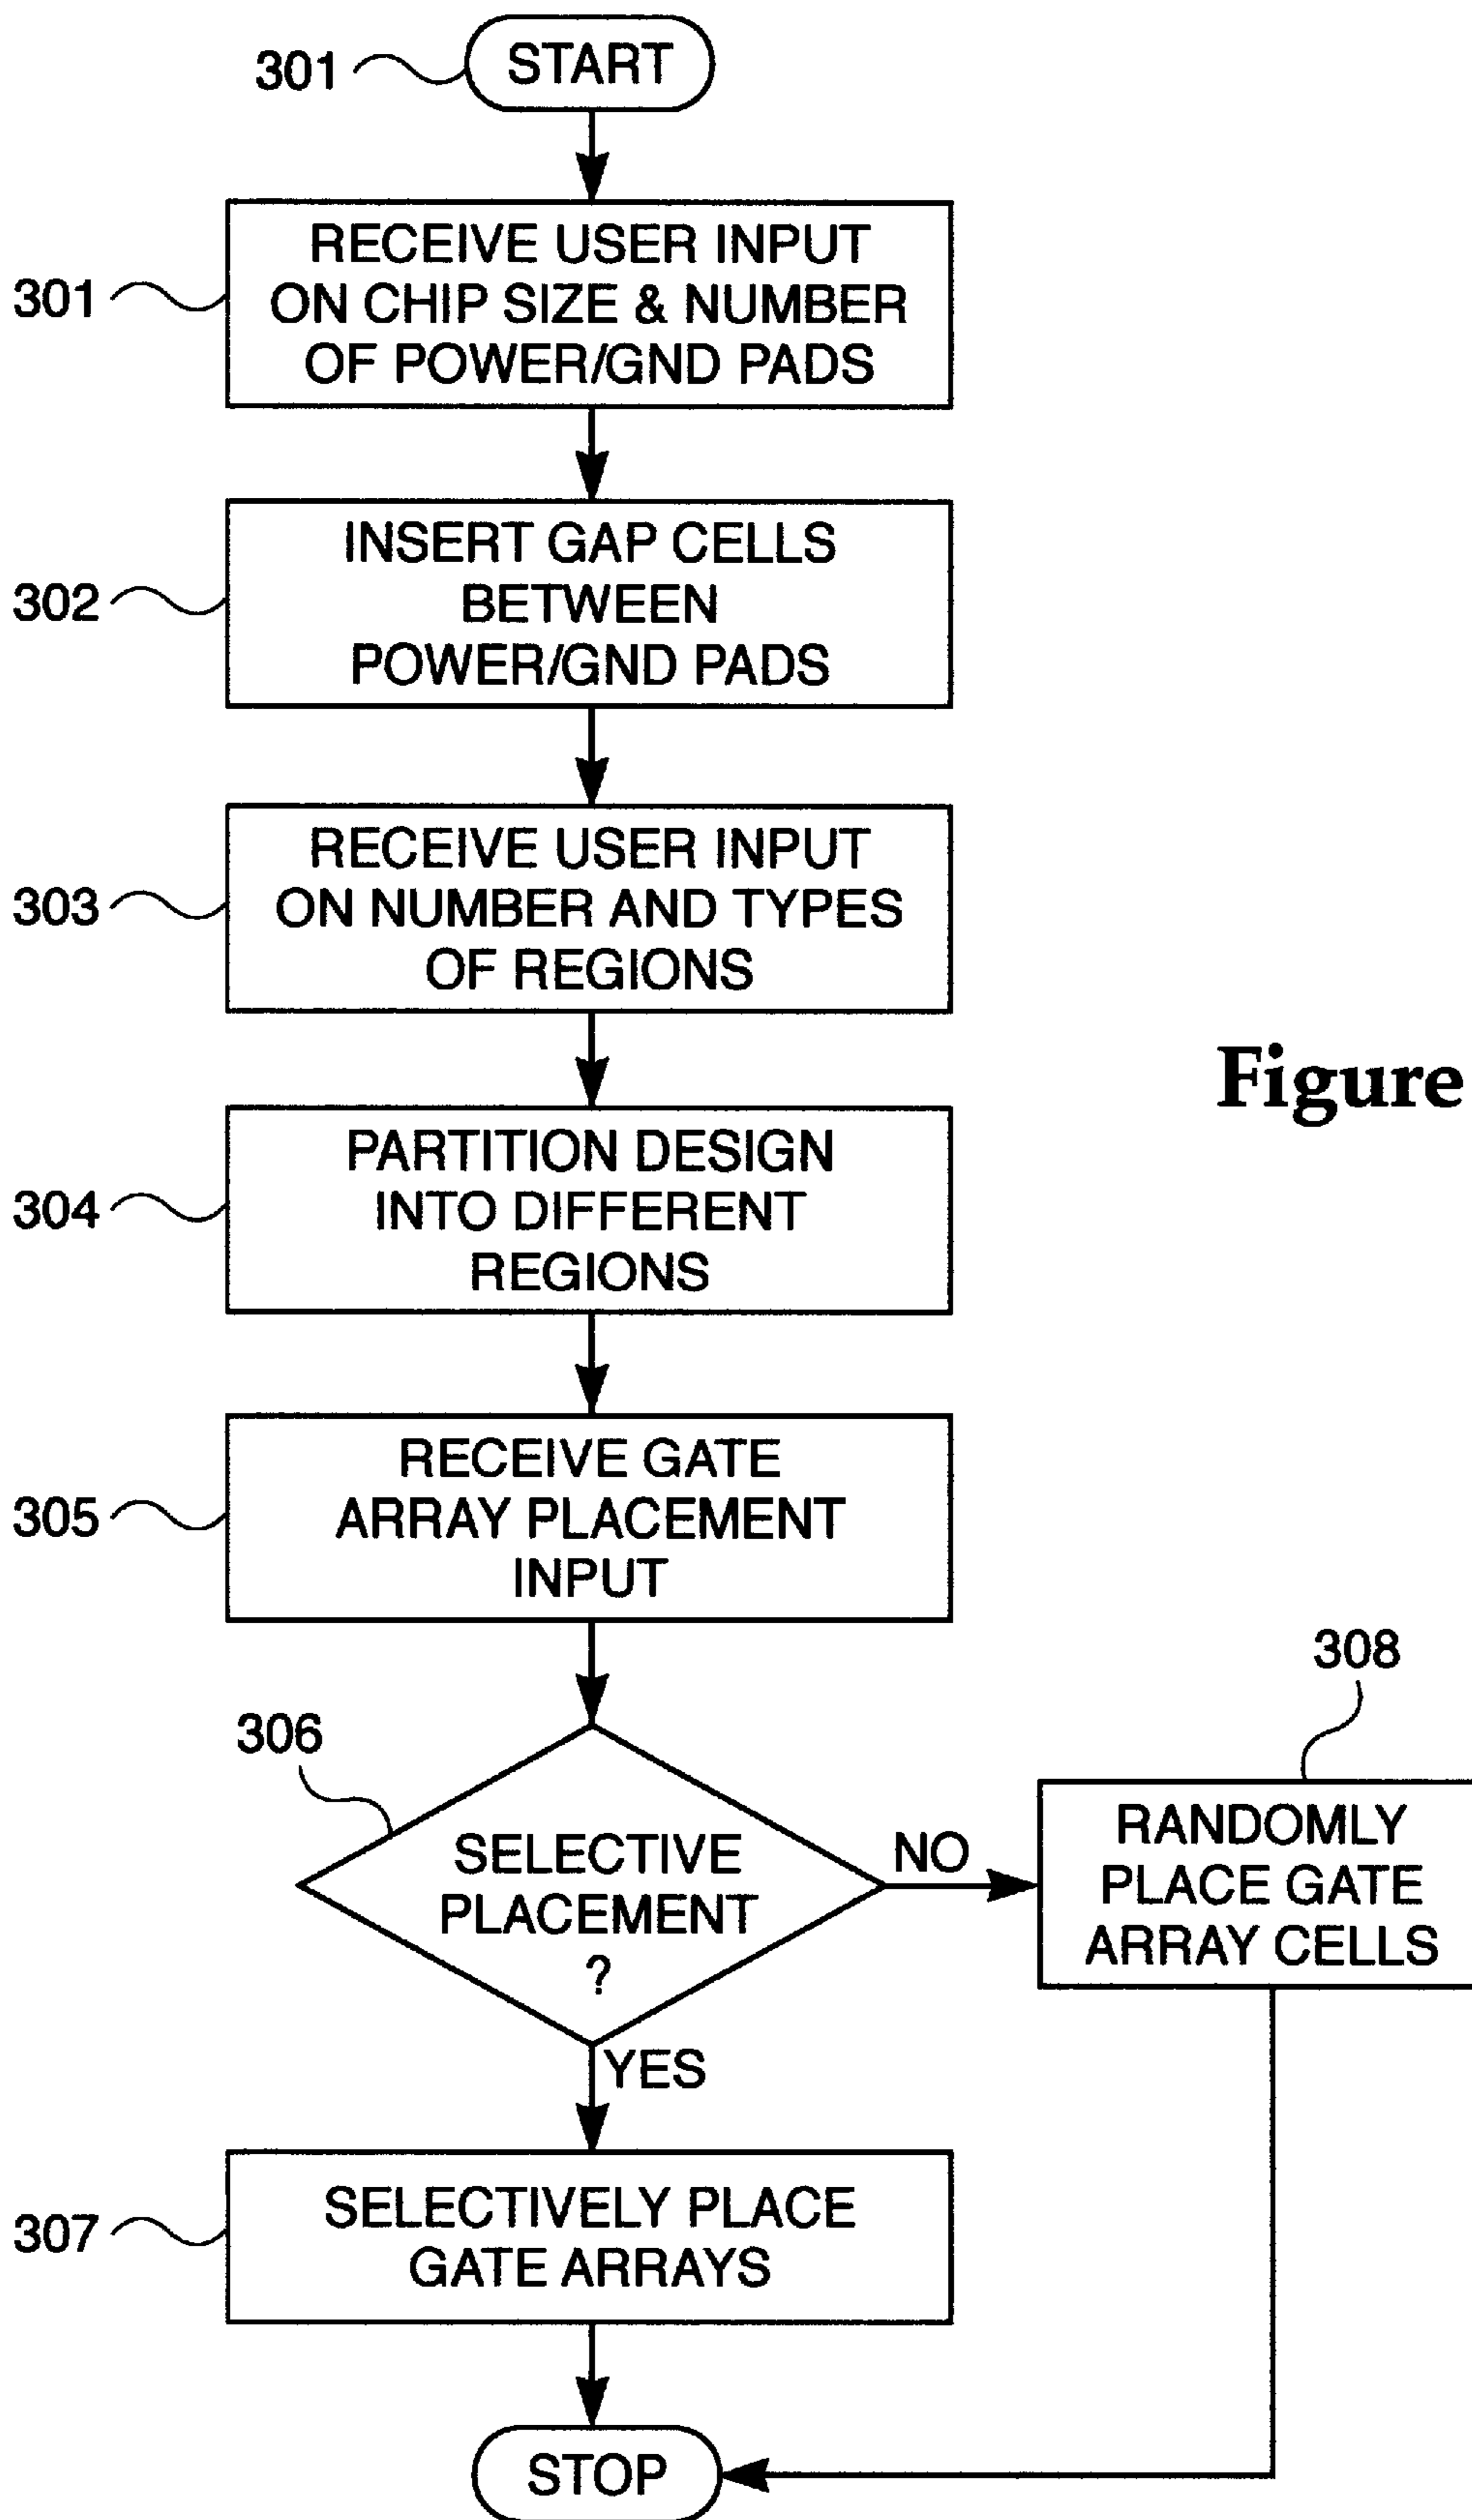 301
START
301
RECEIVE USER INPUT
ON CHIP SIZE & NUMBER
OF POWER/GND PADS
302
INSERT GAP CELLS
BETWEEN
POWER/GND PADS
303
RECEIVE USER INPUT
ON NUMBER AND TYPES
OF REGIONS
Figure
304
PARTITION DESIGN
INTO DIFFERENT
REGIONS
305
RECEIVE GATE
ARRAY PLACEMENT
INPUT
306
SELECTIVE
PLACEMENT
?
NO
308
RANDOMLY
PLACE GATE
ARRAY CELLS
YES
307
SELECTIVELY PLACE
GATE ARRAYS
STOP